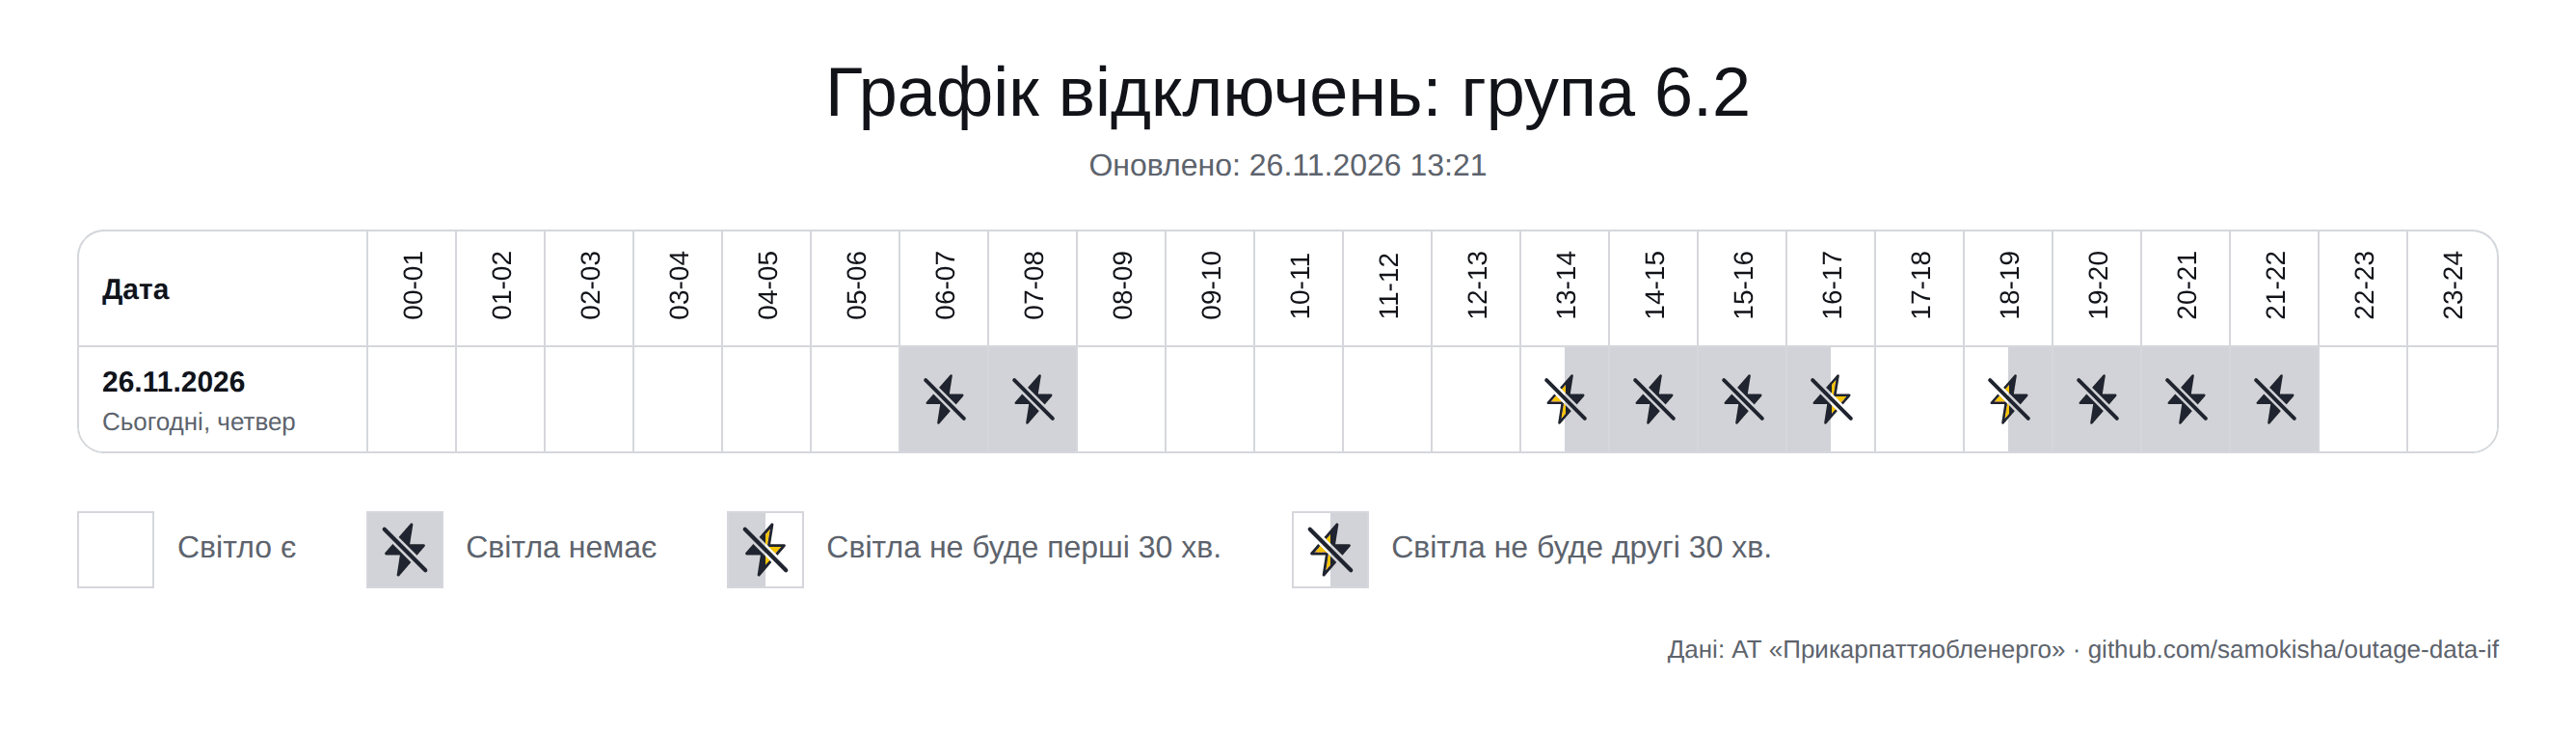 Графік відключень: група 6.2
Оновлено: 26.11.2026 13:21
Дата 00-01 01-02 02-03 03-04 04-05 05-06 06-07 07-08 08-09 09-10 10-11 11-12 12-13 13-14 14-15 15-16 16-17 17-18 18-19 19-20 20-21 21-22 22-23 23-24
26.11.2026
Сьогодні, четвер
Світло є Світла немає Світла не буде перші 30 хв. Світла не буде другі 30 хв.
Дані: АТ «Прикарпаттяобленерго» · github.com/samokisha/outage-data-if